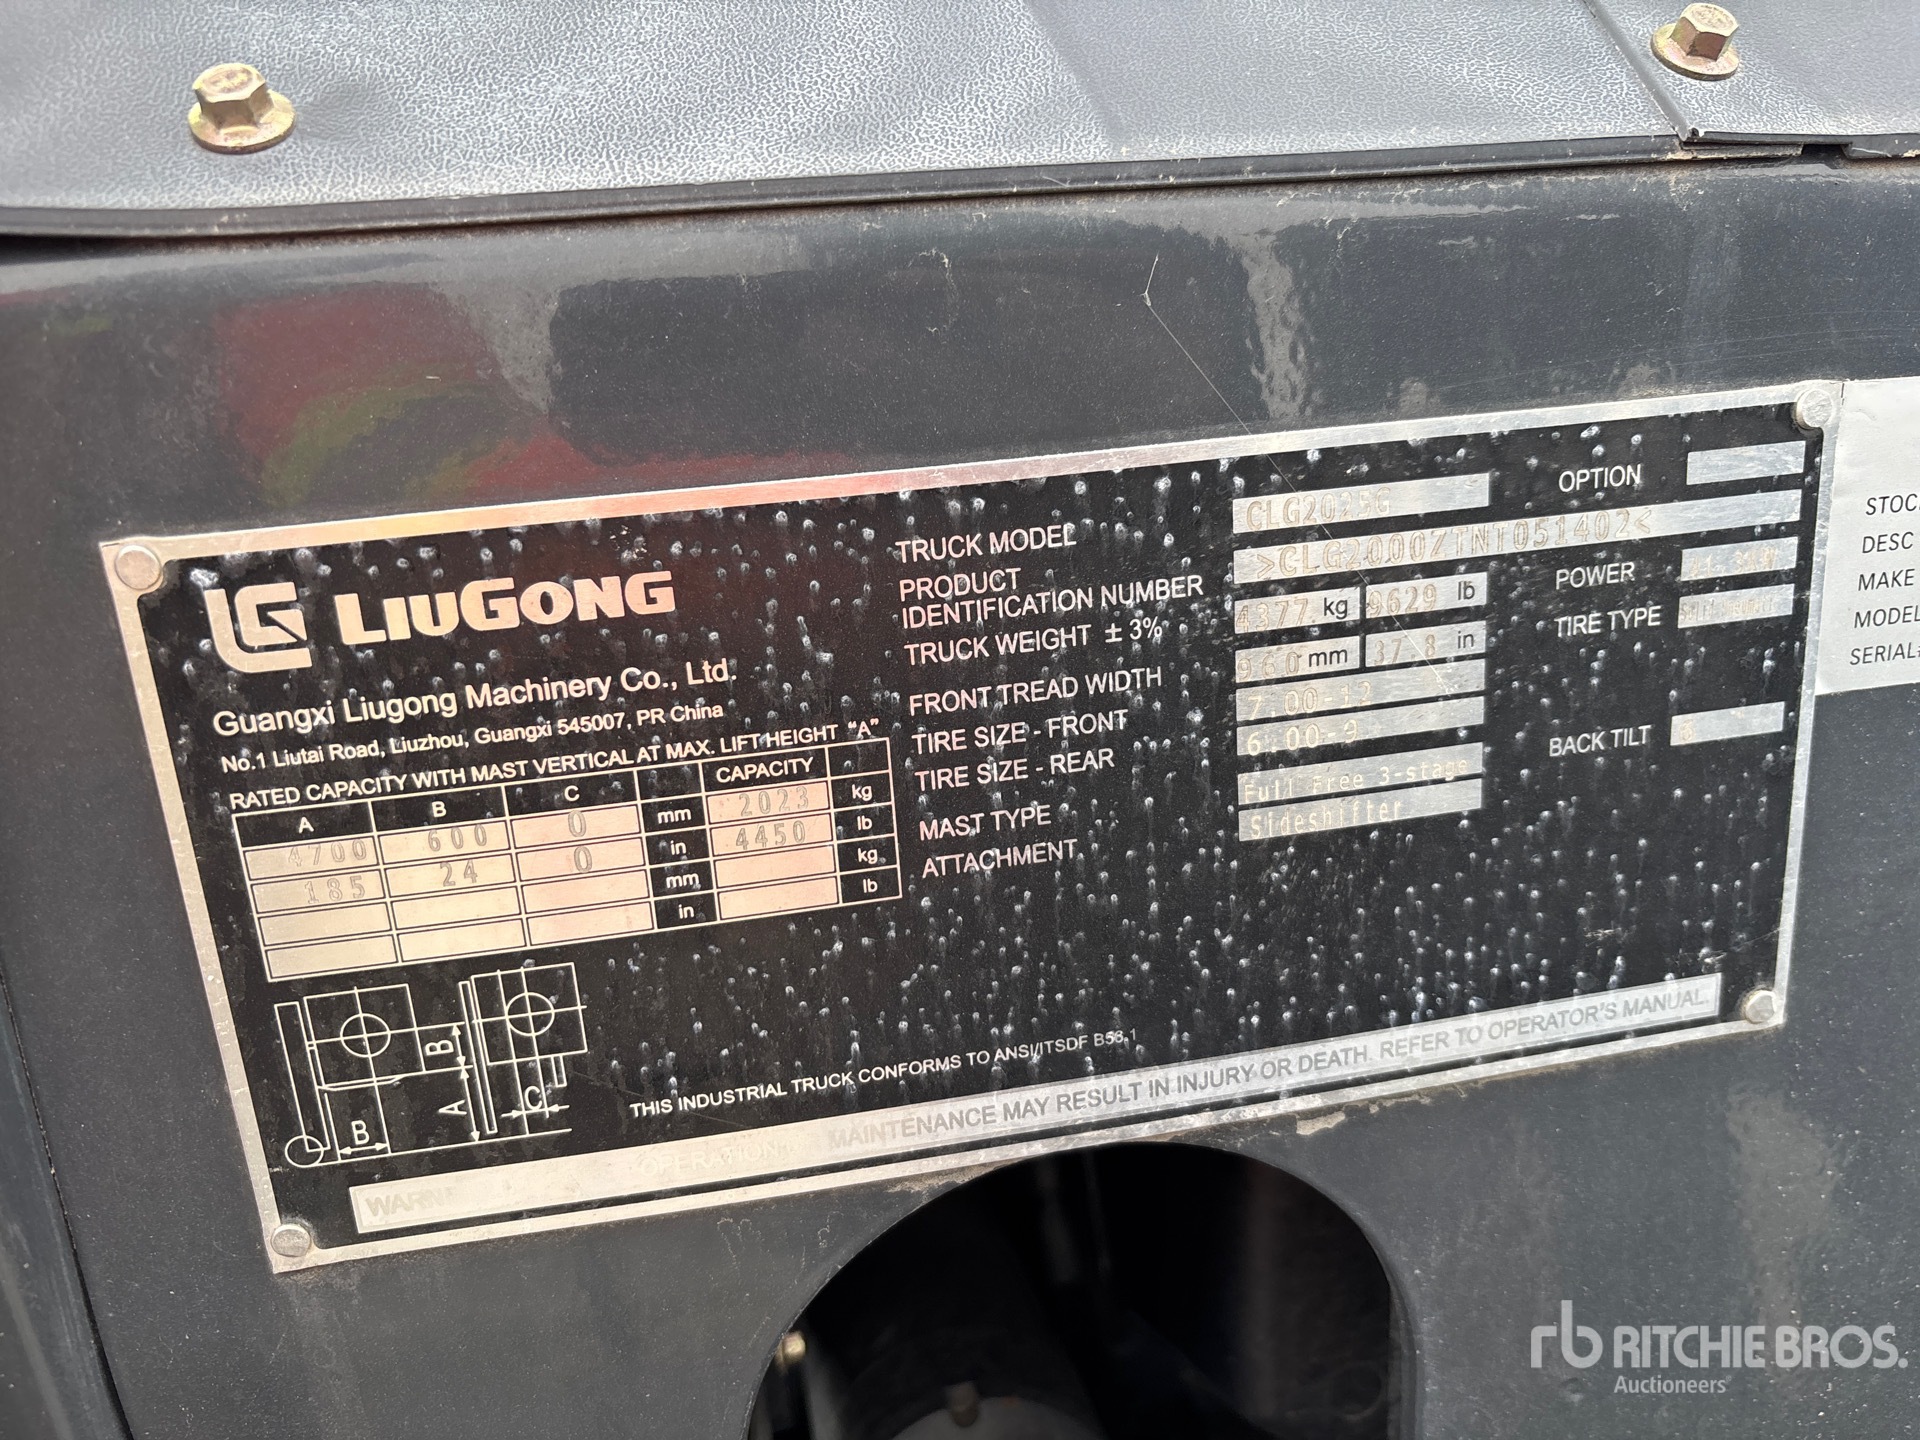 LG LIUGONG
Guangxi Liugong Machinery Co., Ltd.
No.1 Liutai Road, Liuzhou, Guangxi 545007, PR China
RATED CAPACITY WITH MAST VERTICAL AT MAX. LIFT HEIGHT "A"
A B C CAPACITY
4700 600 0 mm 2023 kg
185 24 0 in 4450 lb
mm kg
in lb
B A C
B
TRUCK MODEL CLG2025G
PRODUCT
IDENTIFICATION NUMBER >CLG2000ZTNT051402<
TRUCK WEIGHT ± 3% 4377 kg 9629 lb
FRONT TREAD WIDTH 960 mm 37.8 in
TIRE SIZE - FRONT 7.00-12
TIRE SIZE - REAR 6.00-9
MAST TYPE Full Free 3-stage
ATTACHMENT Sideshifter
OPTION
POWER
TIRE TYPE
BACK TILT
THIS INDUSTRIAL TRUCK CONFORMS TO ANSI/ITSDF B56.1
OPERATION MAINTENANCE MAY RESULT IN INJURY OR DEATH. REFER TO OPERATOR'S MANUAL.
DESC
MAKE
MODEL
SERIAL#
rb RITCHIE BROS.
Auctioneers